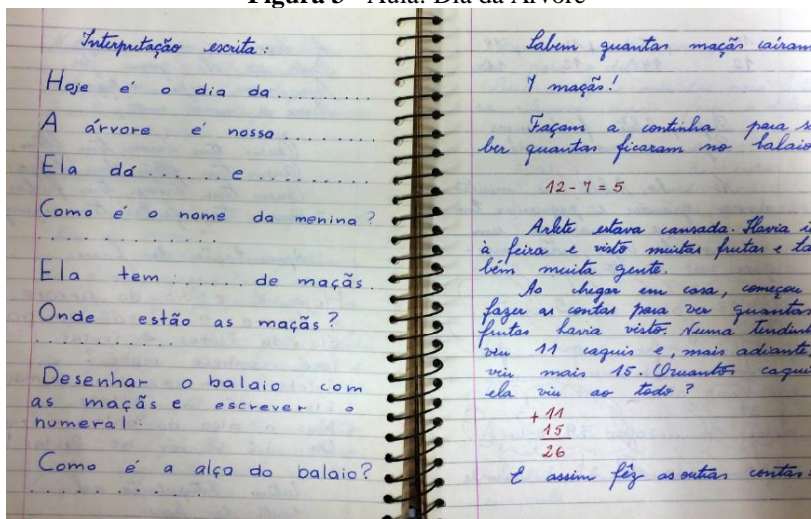 Figura 3 - Aula: Dia da Árvore
Interpretação escrita:
Hoje é o dia da..........
A árvore é nossa..........
Ela dá...... e..........
Como é o nome da menina?
.............
Ela tem...... de maçãs.
Onde estão as maçãs?
.............
Desenhar o balaio com
as maçãs e escrever o
numeral.
Como é a alça do balaio?
.............
Sabem quantas maçãs caíram
7 maçãs!
Façam a continha para
ber quantas ficaram no balaio
12 - 7 = 5
Arlete estava cansada. Havia
à feira e visto muitas frutas e
bém muita gente.
Ao chegar em casa, começou
fazer as contas para ver quantas
frutas havia visto. Numa tendinha
viu 11 caquis e, mais adiante,
viu mais 15. Quantos caqui
ela viu ao todo?
+ 11
15
26
E assim fêz as outras contas.